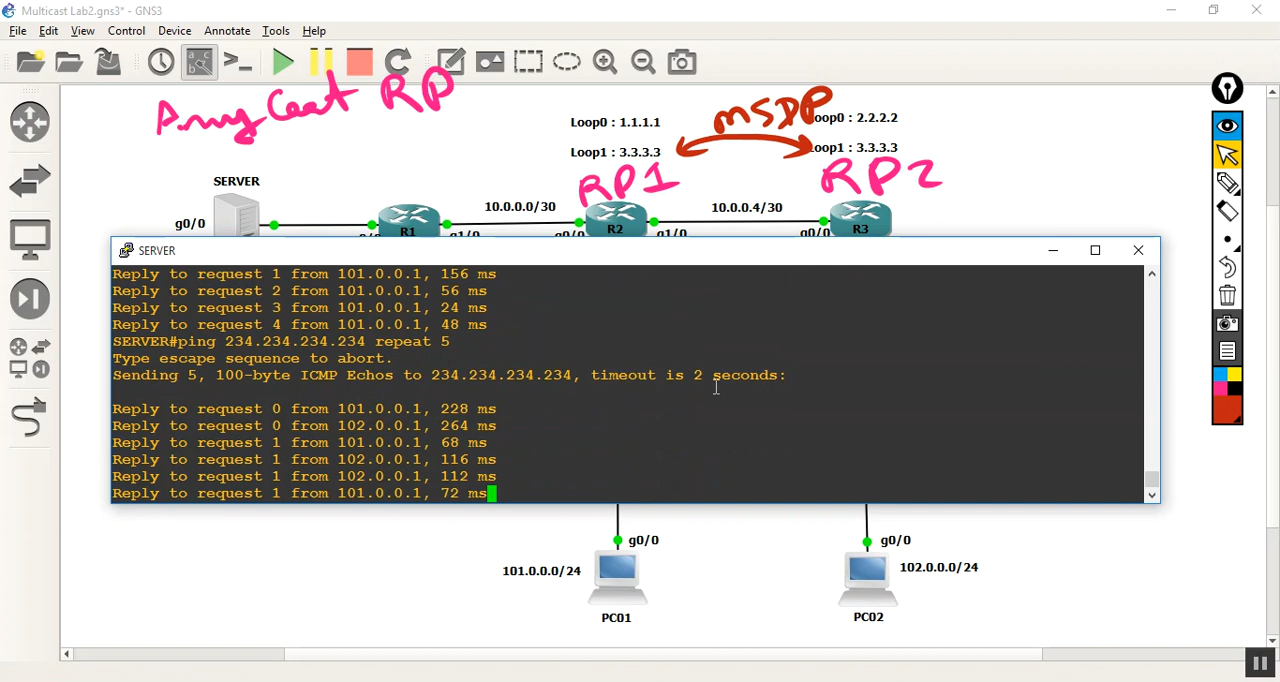 Multicast Lab2.gns3* - GNS3
File Edit View Control Device Annotate Tools Help
AnyCast RP
MSDP
Loop0 : 1.1.1.1
Loop0 : 2.2.2.2
Loop1 : 3.3.3.3
Loop1 : 3.3.3.3
RP1
RP2
SERVER
g0/0
10.0.0.0/30
10.0.0.4/30
R1
R2
R3
g1/0
g0/0
g1/0
g0/0
SERVER
Reply to request 1 from 101.0.0.1, 156 ms
Reply to request 2 from 101.0.0.1, 56 ms
Reply to request 3 from 101.0.0.1, 24 ms
Reply to request 4 from 101.0.0.1, 48 ms
SERVER#ping 234.234.234.234 repeat 5
Type escape sequence to abort.
Sending 5, 100-byte ICMP Echos to 234.234.234.234, timeout is 2 seconds:
Reply to request 0 from 101.0.0.1, 228 ms
Reply to request 0 from 102.0.0.1, 264 ms
Reply to request 1 from 101.0.0.1, 68 ms
Reply to request 1 from 102.0.0.1, 116 ms
Reply to request 1 from 102.0.0.1, 112 ms
Reply to request 1 from 101.0.0.1, 72 ms
g0/0
g0/0
101.0.0.0/24
102.0.0.0/24
PC01
PC02